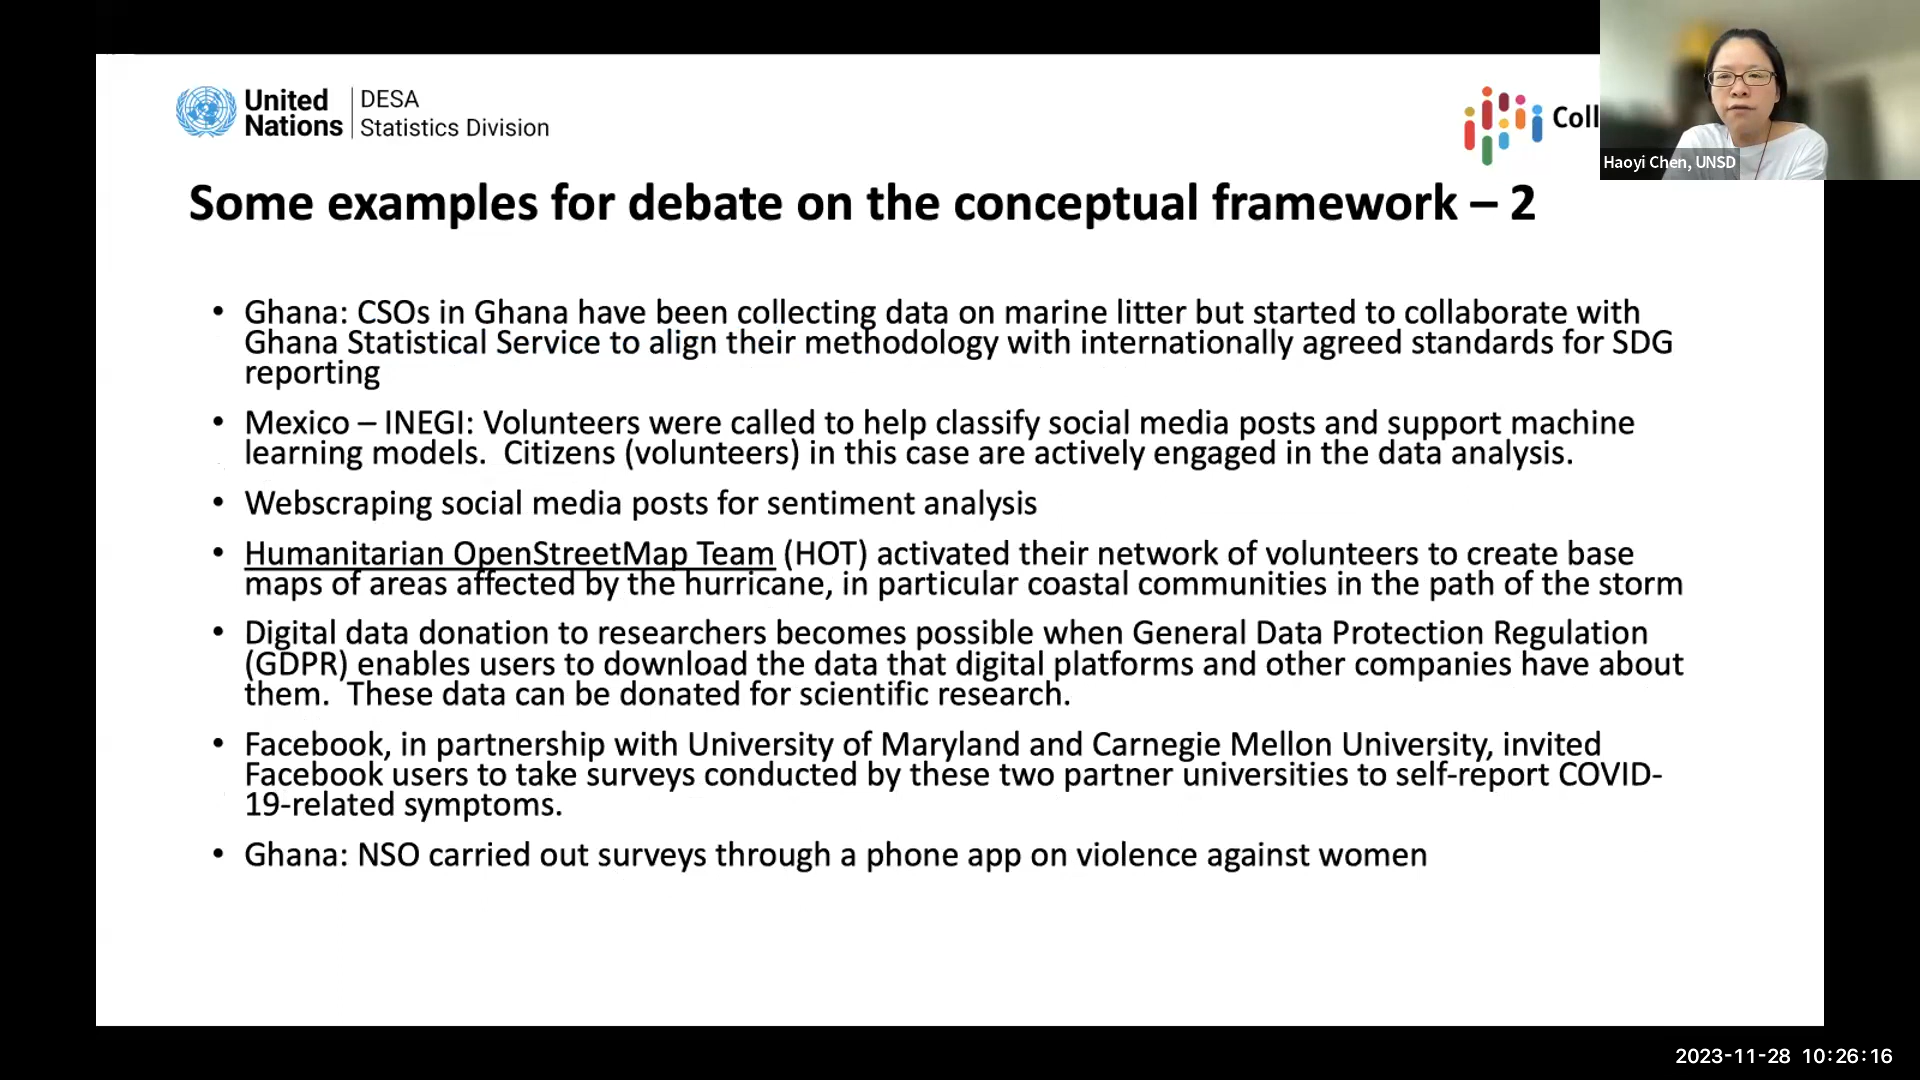 United
Nations
DESA
Statistics Division
Coll
Haoyi Chen, UNSD
Some examples for debate on the conceptual framework – 2
• Ghana: CSOs in Ghana have been collecting data on marine litter but started to collaborate with
Ghana Statistical Service to align their methodology with internationally agreed standards for SDG
reporting
• Mexico – INEGI: Volunteers were called to help classify social media posts and support machine
learning models.  Citizens (volunteers) in this case are actively engaged in the data analysis.
• Webscraping social media posts for sentiment analysis
• Humanitarian OpenStreetMap Team (HOT) activated their network of volunteers to create base
maps of areas affected by the hurricane, in particular coastal communities in the path of the storm
• Digital data donation to researchers becomes possible when General Data Protection Regulation
(GDPR) enables users to download the data that digital platforms and other companies have about
them.  These data can be donated for scientific research.
• Facebook, in partnership with University of Maryland and Carnegie Mellon University, invited
Facebook users to take surveys conducted by these two partner universities to self-report COVID-
19-related symptoms.
• Ghana: NSO carried out surveys through a phone app on violence against women
2023-11-28 10:26:16